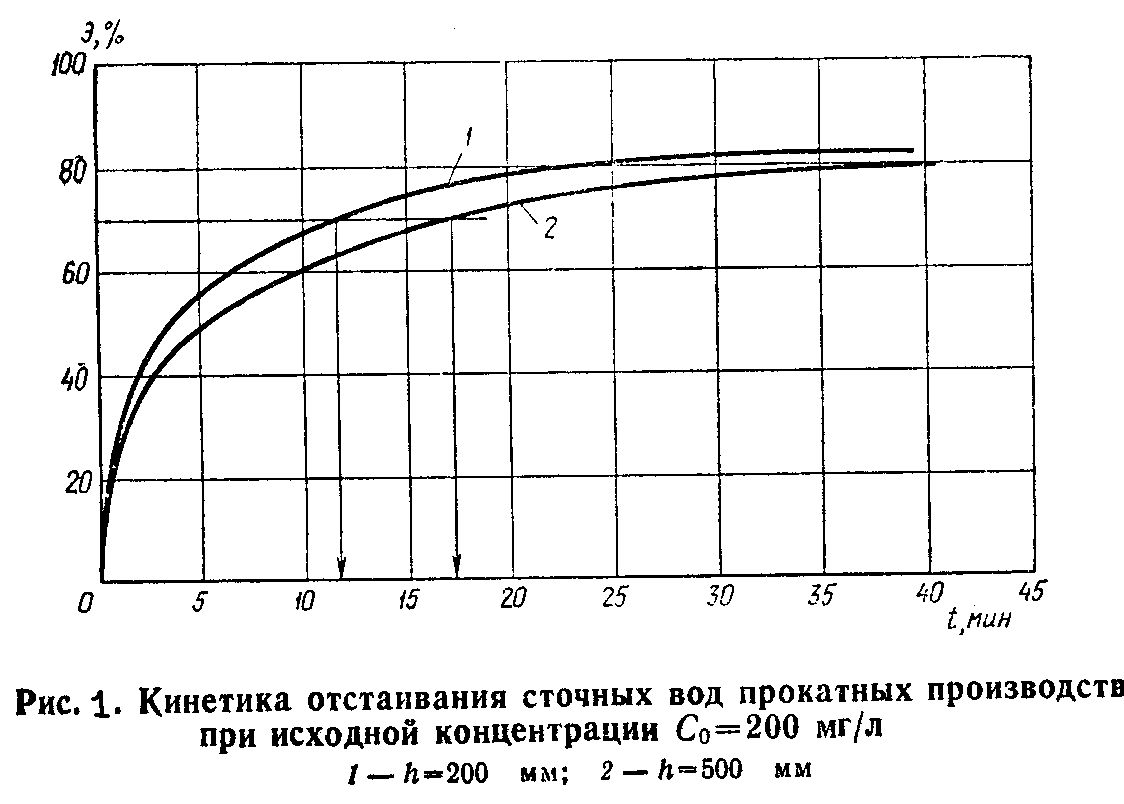 Э,%
100
80
60
40
20
1
2
0 5 10 15 20 25 30 35 40 45
t,мин
Рис. 1. Кинетика отстаивания сточных вод прокатных производств
при исходной концентрации C₀=200 мг/л
1 — h=200 мм; 2 — h=500 мм